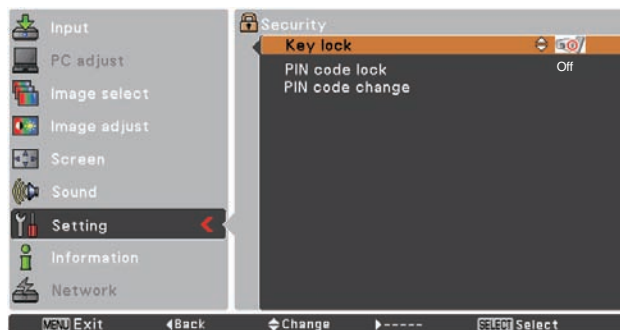 Input
PC adjust
Image select
Image adjust
Screen
Sound
Setting
Information
Network
Security
Key lock
PIN code lock Off
PIN code change
MENU Exit ◀Back Change ▶----- SELECT Select